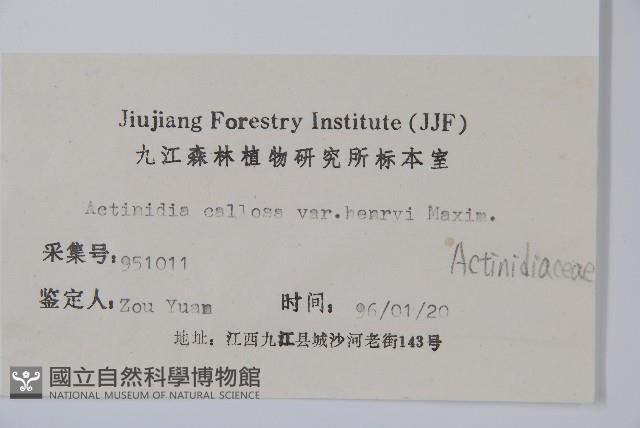 Jiujiang Forestry Institute (JJF)
九江森林植物研究所标本室
Actinidia callosa var.henryi Maxim.
采集号:951011
Actinidiaceae
鉴定人:Zou Yuam 时间:96/01/20
地址:江西九江县城沙河老街143号
國立自然科學博物館
NATIONAL MUSEUM OF NATURAL SCIENCE